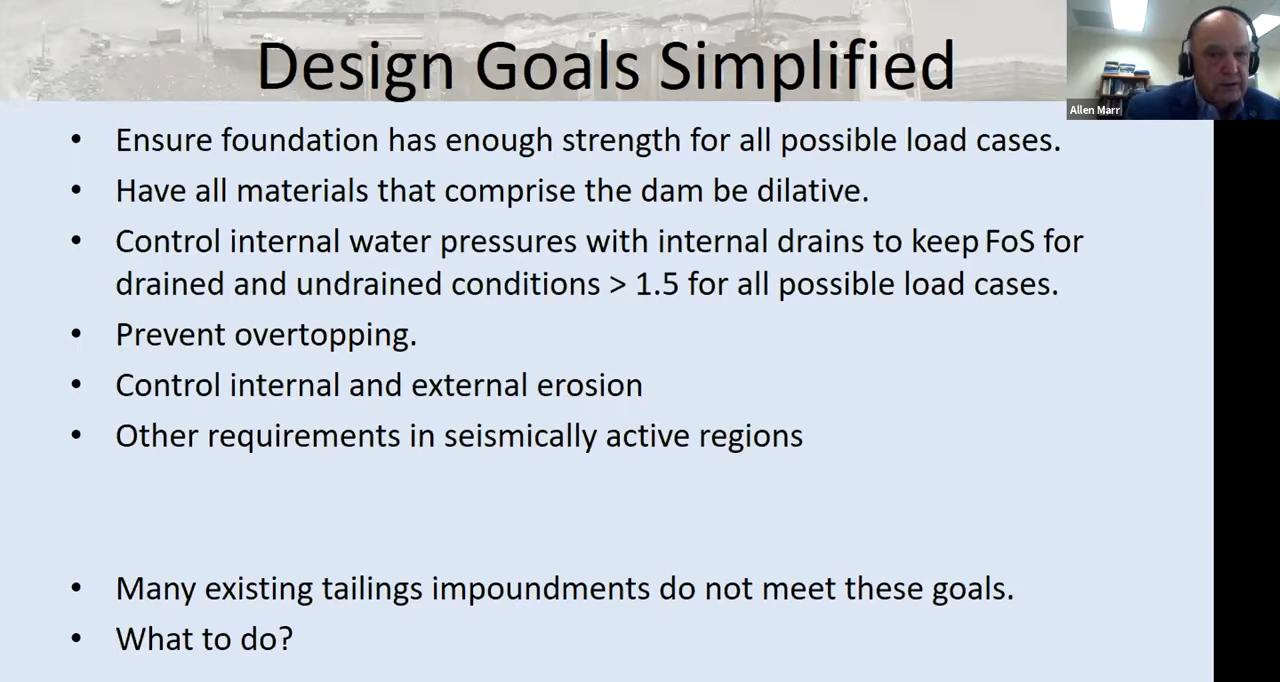 Design Goals Simplified
Allen Marr
• Ensure foundation has enough strength for all possible load cases.
• Have all materials that comprise the dam be dilative.
• Control internal water pressures with internal drains to keep FoS for
drained and undrained conditions > 1.5 for all possible load cases.
• Prevent overtopping.
• Control internal and external erosion
• Other requirements in seismically active regions
• Many existing tailings impoundments do not meet these goals.
• What to do?